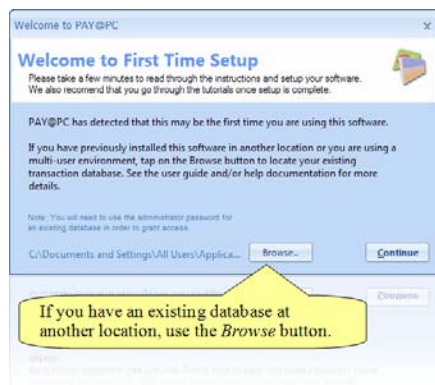 Welcome to PAY@PC
x
Welcome to First Time Setup
Please take a few minutes to read through the instructions and setup your software.
We also recomend that you go through the tutorials once setup is complete.
PAY@PC has detected that this may be the first time you are using this software.
If you have previously installed this software in another location or you are using a
multi-user environment, tap on the Browse button to locate your existing
transaction database. See the user guide and/or help documentation for more
details.
Note: You will need to use the administrator password for
an existing database in order to grant access.
C:\Documents and Settings\All Users\Applica...
Browse...
Continue
If you have an existing database at
another location, use the Browse button.